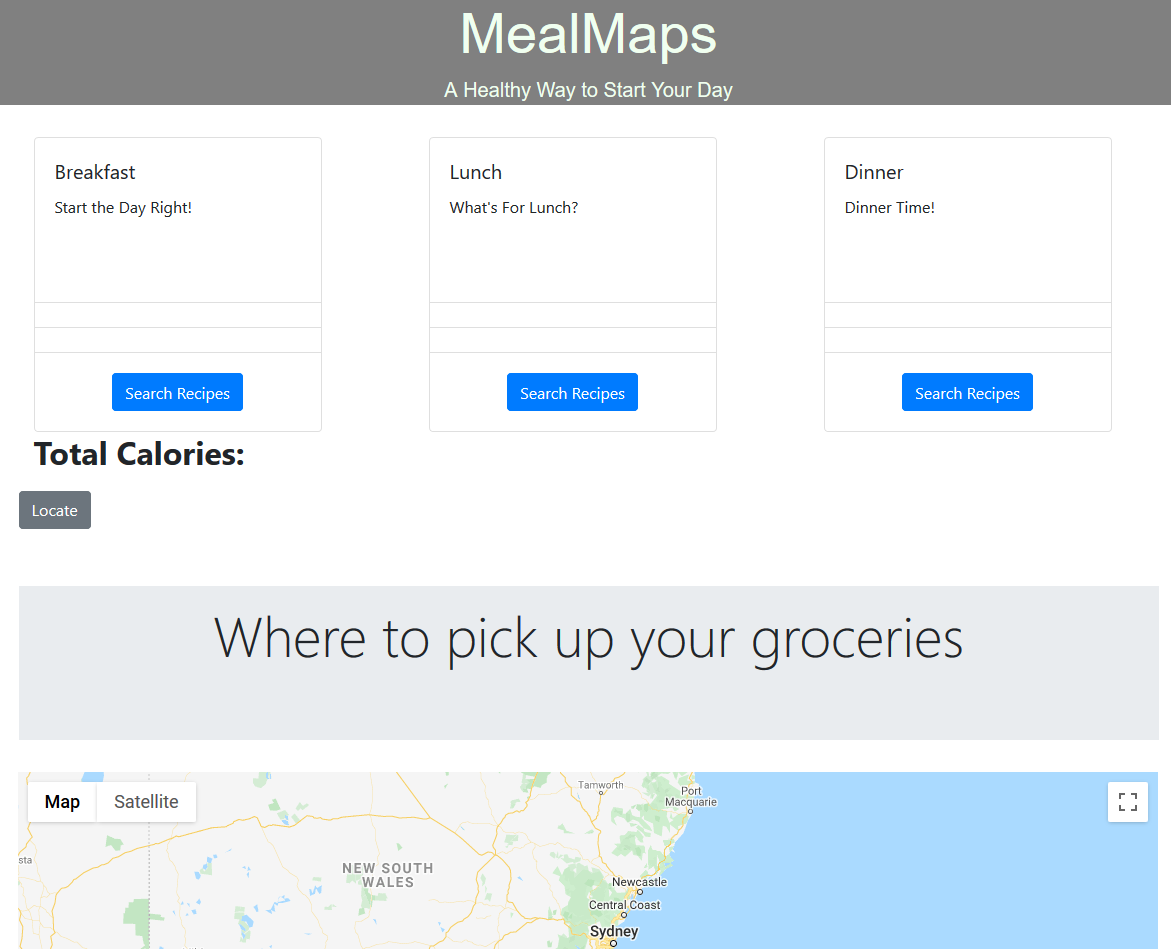 MealMaps
A Healthy Way to Start Your Day
Breakfast
Start the Day Right!
Search Recipes
Lunch
What's For Lunch?
Search Recipes
Dinner
Dinner Time!
Search Recipes
Total Calories:
Locate
Where to pick up your groceries
Map
Satellite
Tamworth
Port
Macquarie
sta
NEW SOUTH
WALES
Newcastle
Central Coast
Sydney